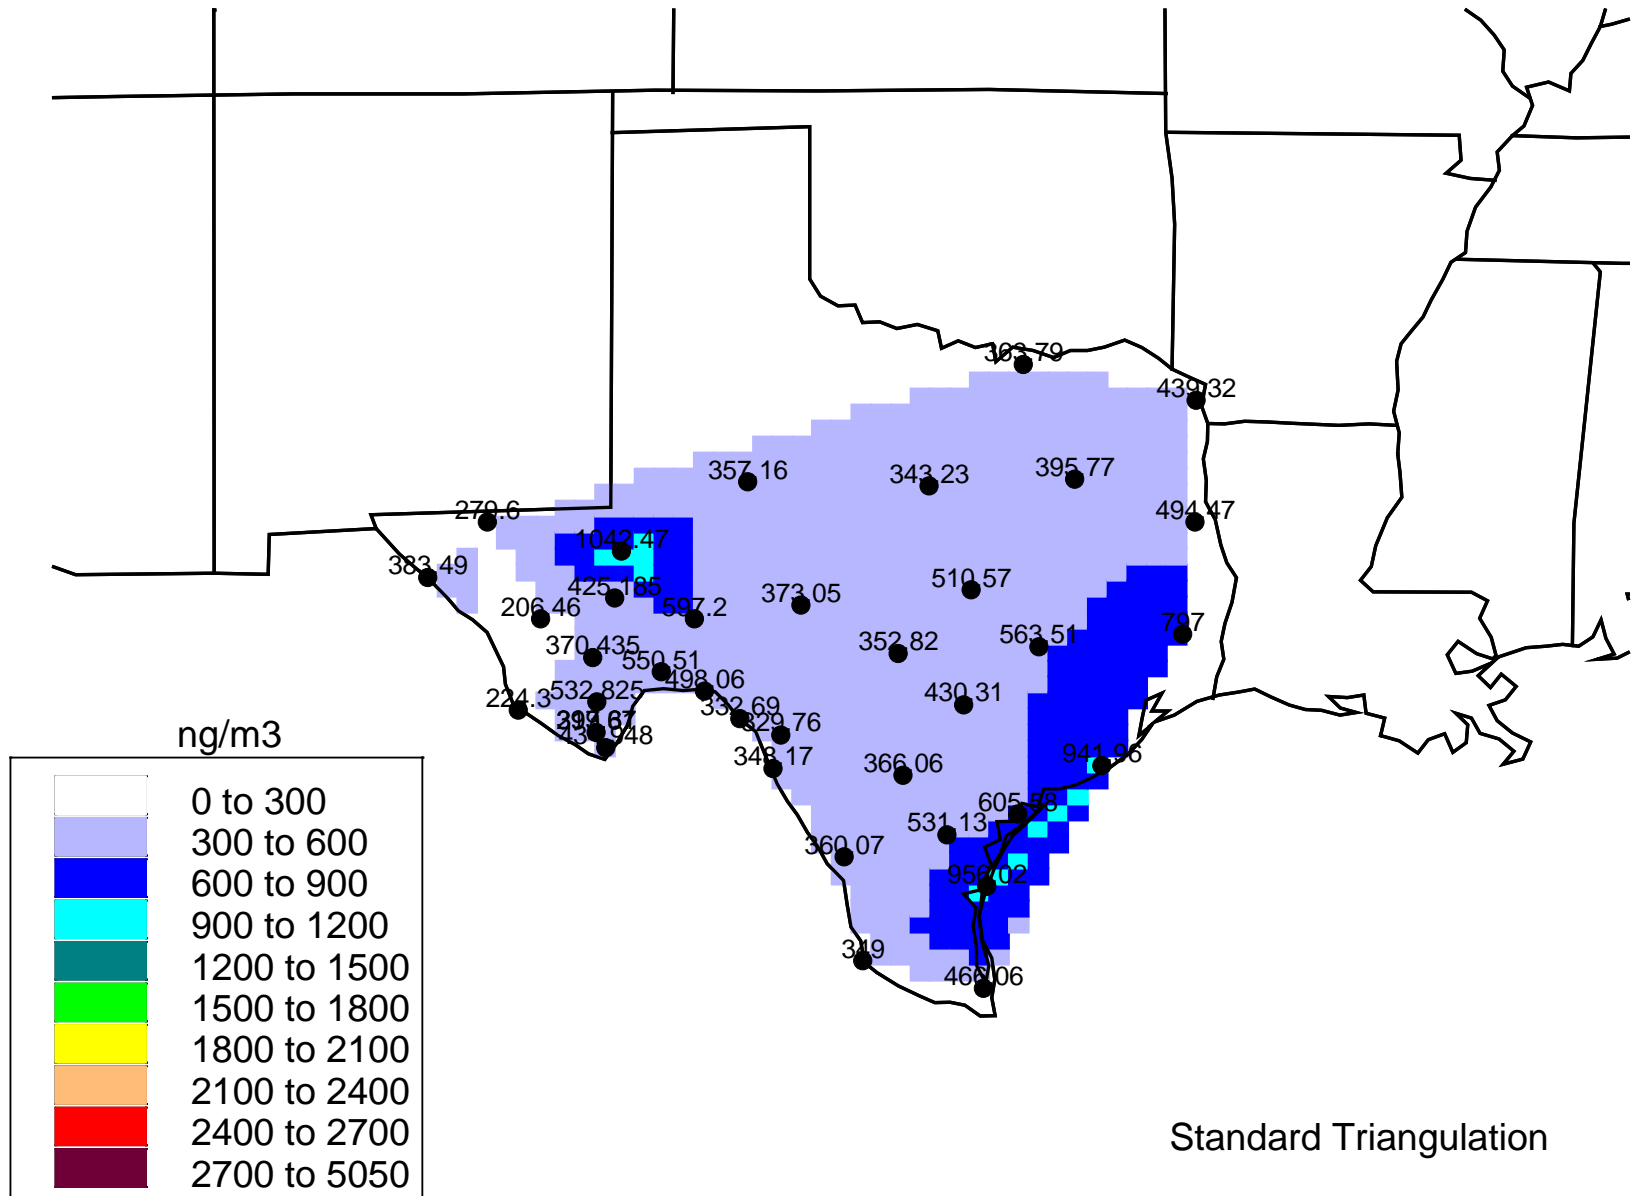 363.79
439.32
357.16
343.23
395.77
279.6
494.47
1042.47
383.49
425.185
510.57
373.05
206.46
597.2
797
563.51
352.82
370.435
550.51
498.06
532.825
224.3
430.31
332.69
329.76
348.17
941.96
366.06
605.58
531.13
360.07
956.02
349
466.06
ng/m3
0 to 300
300 to 600
600 to 900
900 to 1200
1200 to 1500
1500 to 1800
1800 to 2100
2100 to 2400
2400 to 2700
2700 to 5050
Standard Triangulation